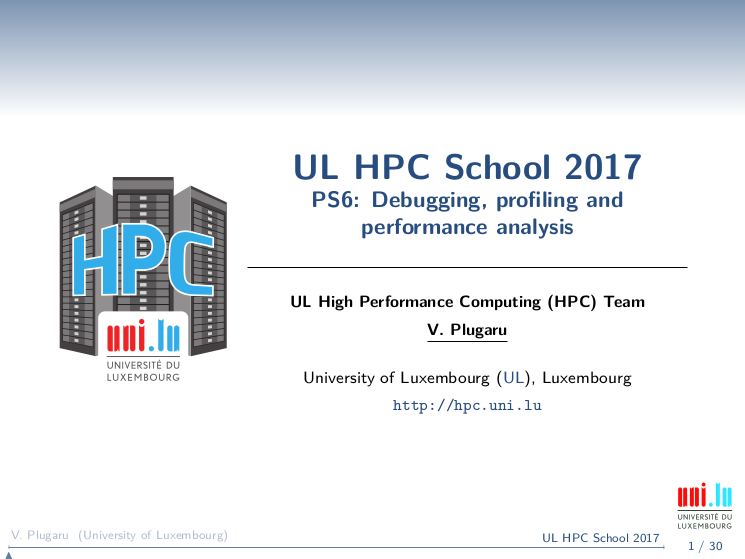 UL HPC School 2017
PS6: Debugging, profiling and
performance analysis
HPC
uni.lu
UNIVERSITÉ DU
LUXEMBOURG
UL High Performance Computing (HPC) Team
V. Plugaru
University of Luxembourg (UL), Luxembourg
http://hpc.uni.lu
uni.lu
UNIVERSITÉ DU
LUXEMBOURG
V. Plugaru (University of Luxembourg)
UL HPC School 2017
1 / 30